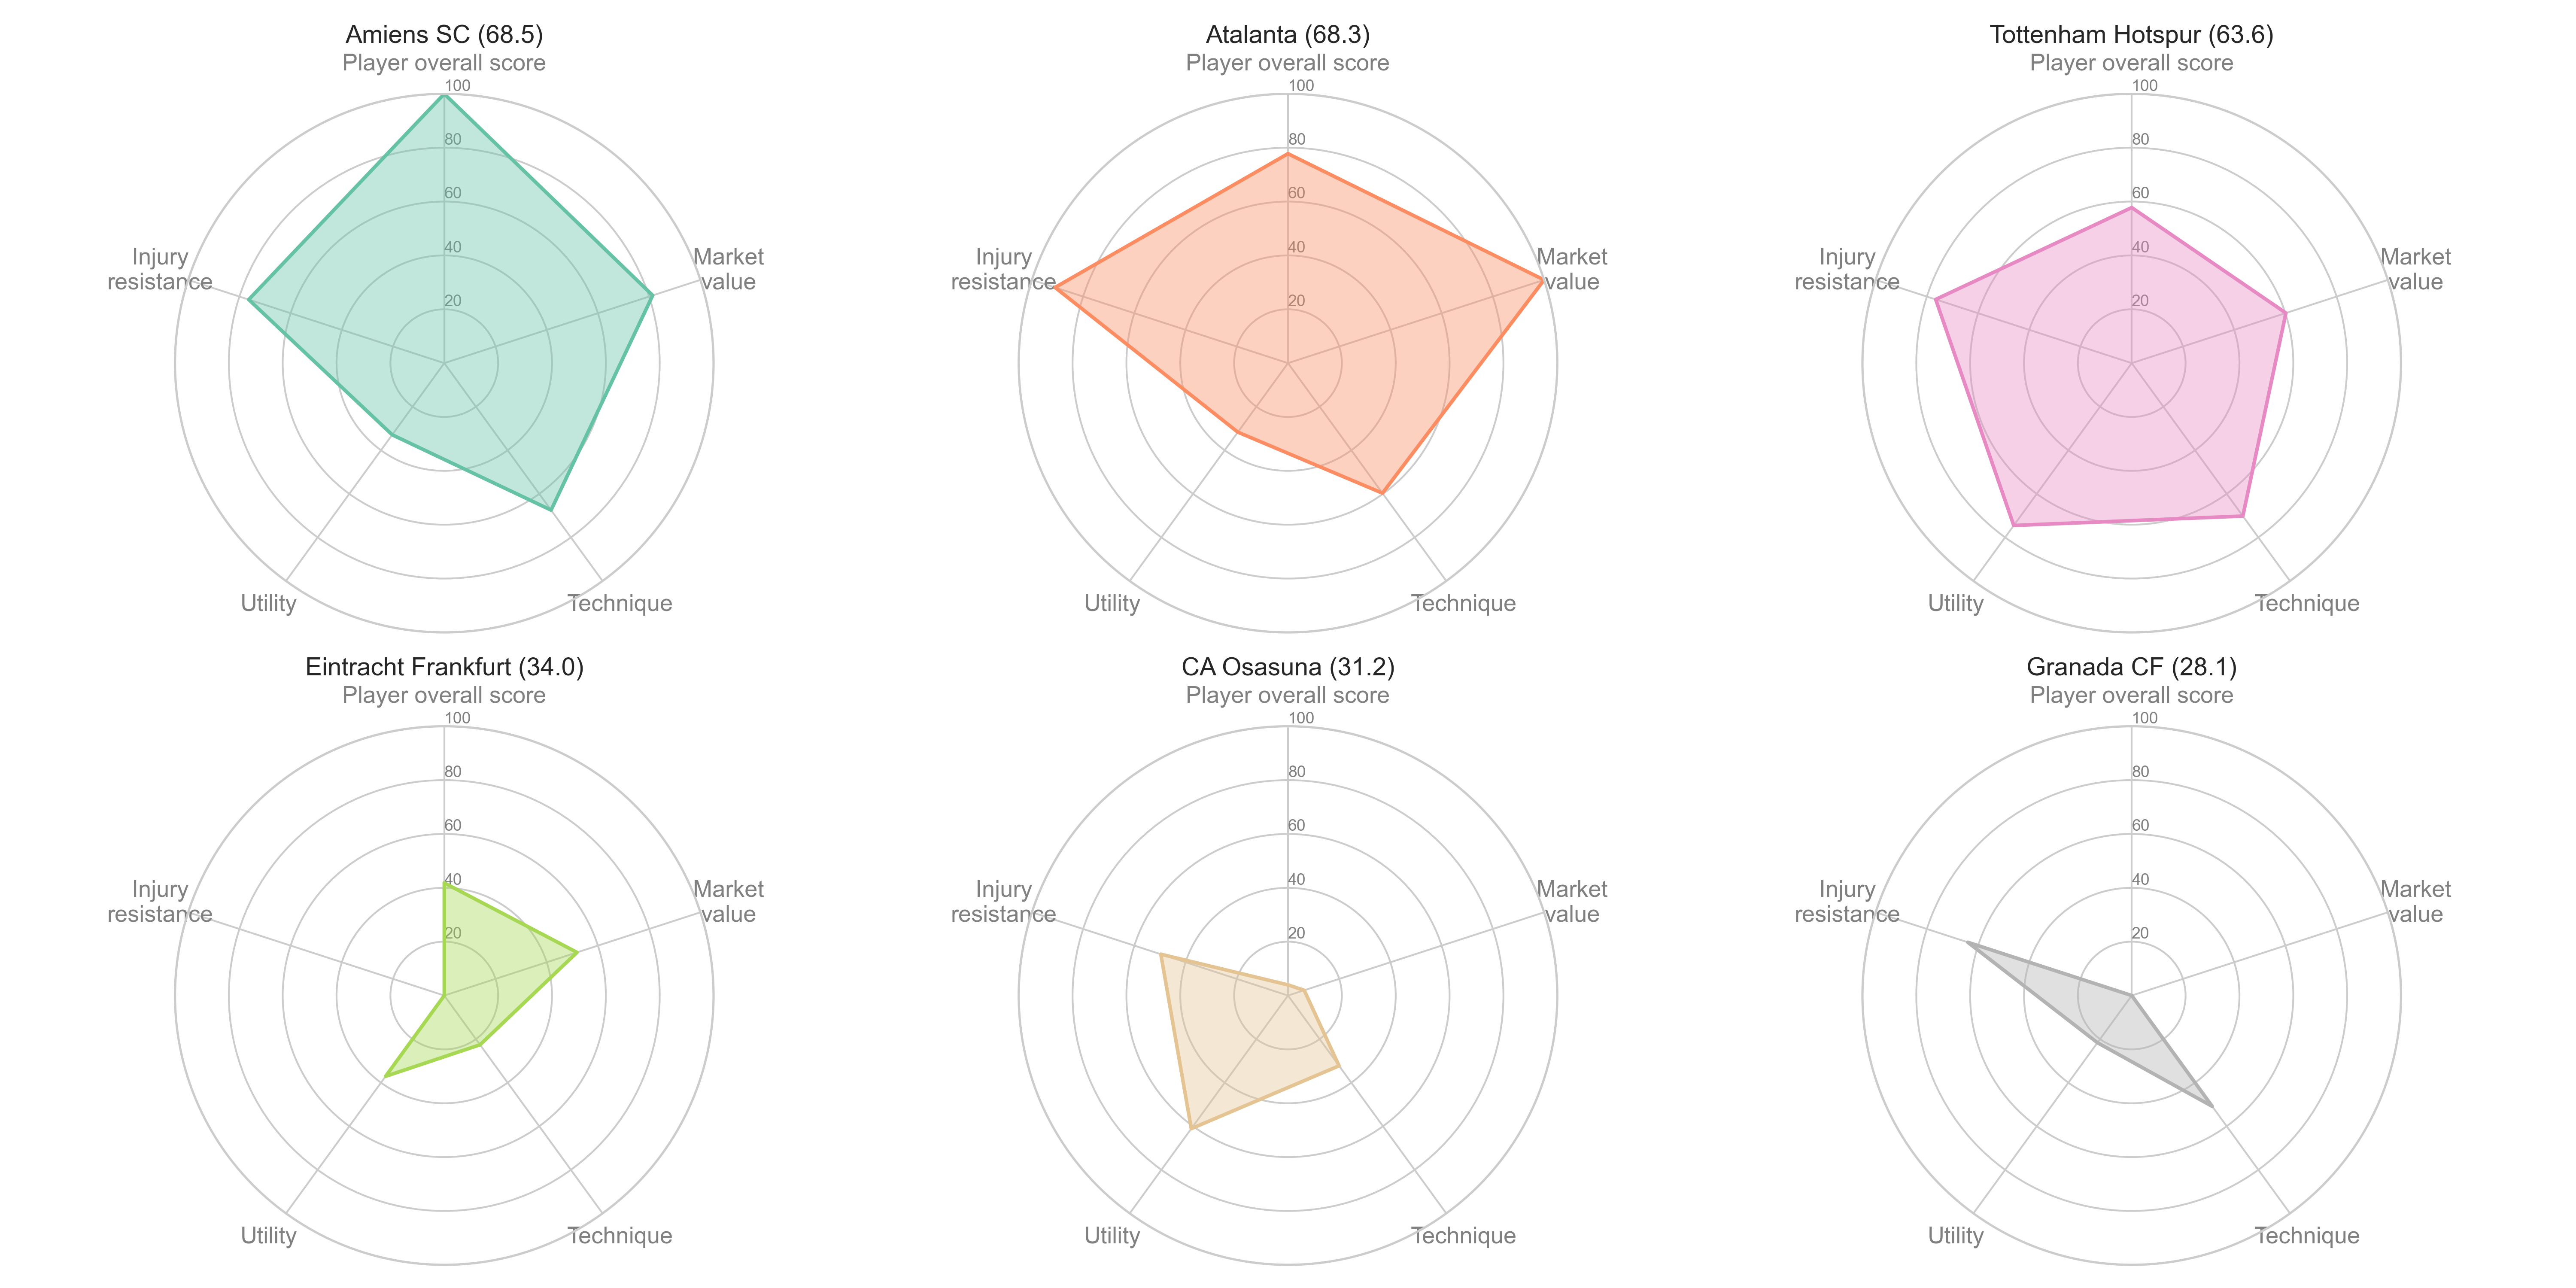 Amiens SC (68.5)
Player overall score
100
80
60
40
20
Injury
resistance
Market
value
Utility
Technique
Atalanta (68.3)
Player overall score
100
80
60
40
20
Injury
resistance
Market
value
Utility
Technique
Tottenham Hotspur (63.6)
Player overall score
100
80
60
40
20
Injury
resistance
Market
value
Utility
Technique
Eintracht Frankfurt (34.0)
Player overall score
100
80
60
40
20
Injury
resistance
Market
value
Utility
Technique
CA Osasuna (31.2)
Player overall score
100
80
60
40
20
Injury
resistance
Market
value
Utility
Technique
Granada CF (28.1)
Player overall score
100
80
60
40
20
Injury
resistance
Market
value
Utility
Technique